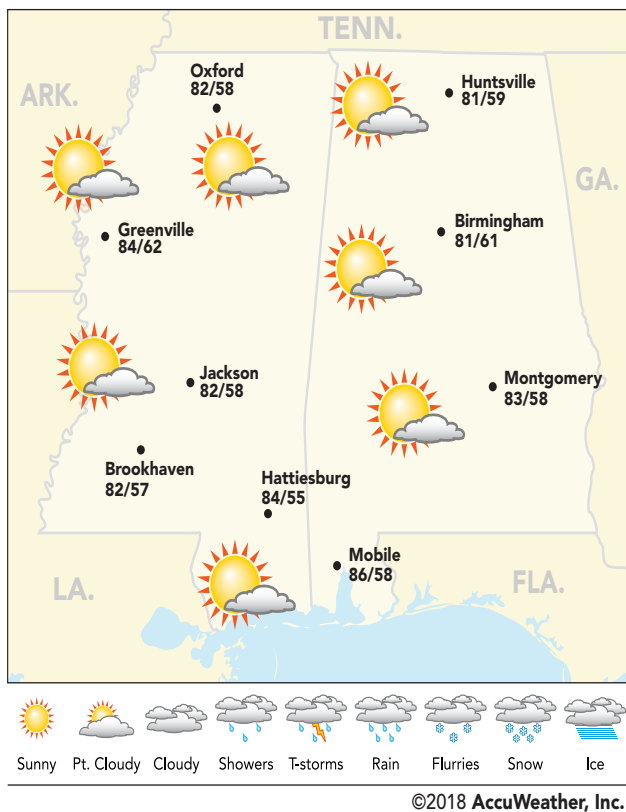 TENN.
Oxford
82/58
Huntsville
81/59
ARK.
GA.
Greenville
84/62
Birmingham
81/61
Jackson
82/58
Montgomery
83/58
Brookhaven
82/57
Hattiesburg
84/55
Mobile
86/58
LA.
FLA.
Sunny Pt. Cloudy Cloudy Showers T-storms Rain Flurries Snow Ice
©2018 AccuWeather, Inc.